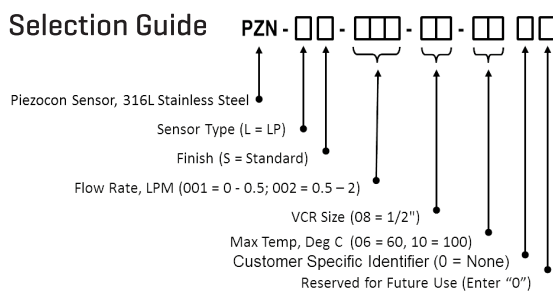 Selection Guide PZN - □□ - □□□ - □□ - □□ □□
Piezocon Sensor, 316L Stainless Steel
Sensor Type (L = LP)
Finish (S = Standard)
Flow Rate, LPM (001 = 0 - 0.5; 002 = 0.5 – 2)
VCR Size (08 = 1/2")
Max Temp, Deg C (06 = 60, 10 = 100)
Customer Specific Identifier (0 = None)
Reserved for Future Use (Enter “0”)